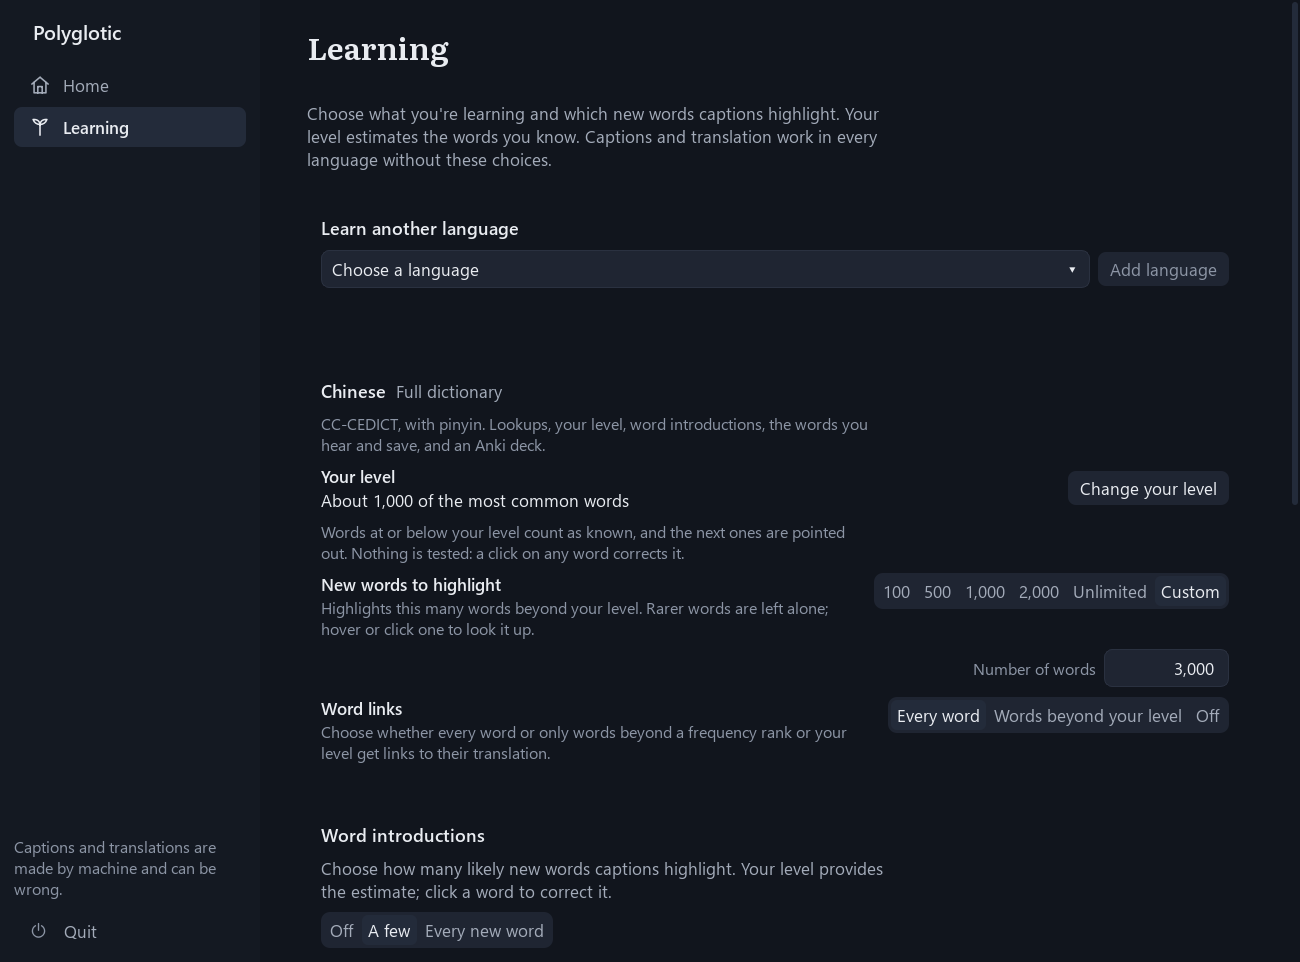 Polyglotic
Home
Learning
Captions and translations are
made by machine and can be
wrong.
Quit
Learning
Choose what you're learning and which new words captions highlight. Your
level estimates the words you know. Captions and translation work in every
language without these choices.
Learn another language
Choose a language
Add language
Chinese Full dictionary
CC-CEDICT, with pinyin. Lookups, your level, word introductions, the words you
hear and save, and an Anki deck.
Your level
About 1,000 of the most common words
Change your level
Words at or below your level count as known, and the next ones are pointed
out. Nothing is tested: a click on any word corrects it.
New words to highlight
Highlights this many words beyond your level. Rarer words are left alone;
hover or click one to look it up.
100 500 1,000 2,000 Unlimited Custom
Number of words 3,000
Word links
Choose whether every word or only words beyond a frequency rank or your
level get links to their translation.
Every word Words beyond your level Off
Word introductions
Choose how many likely new words captions highlight. Your level provides
the estimate; click a word to correct it.
Off A few Every new word